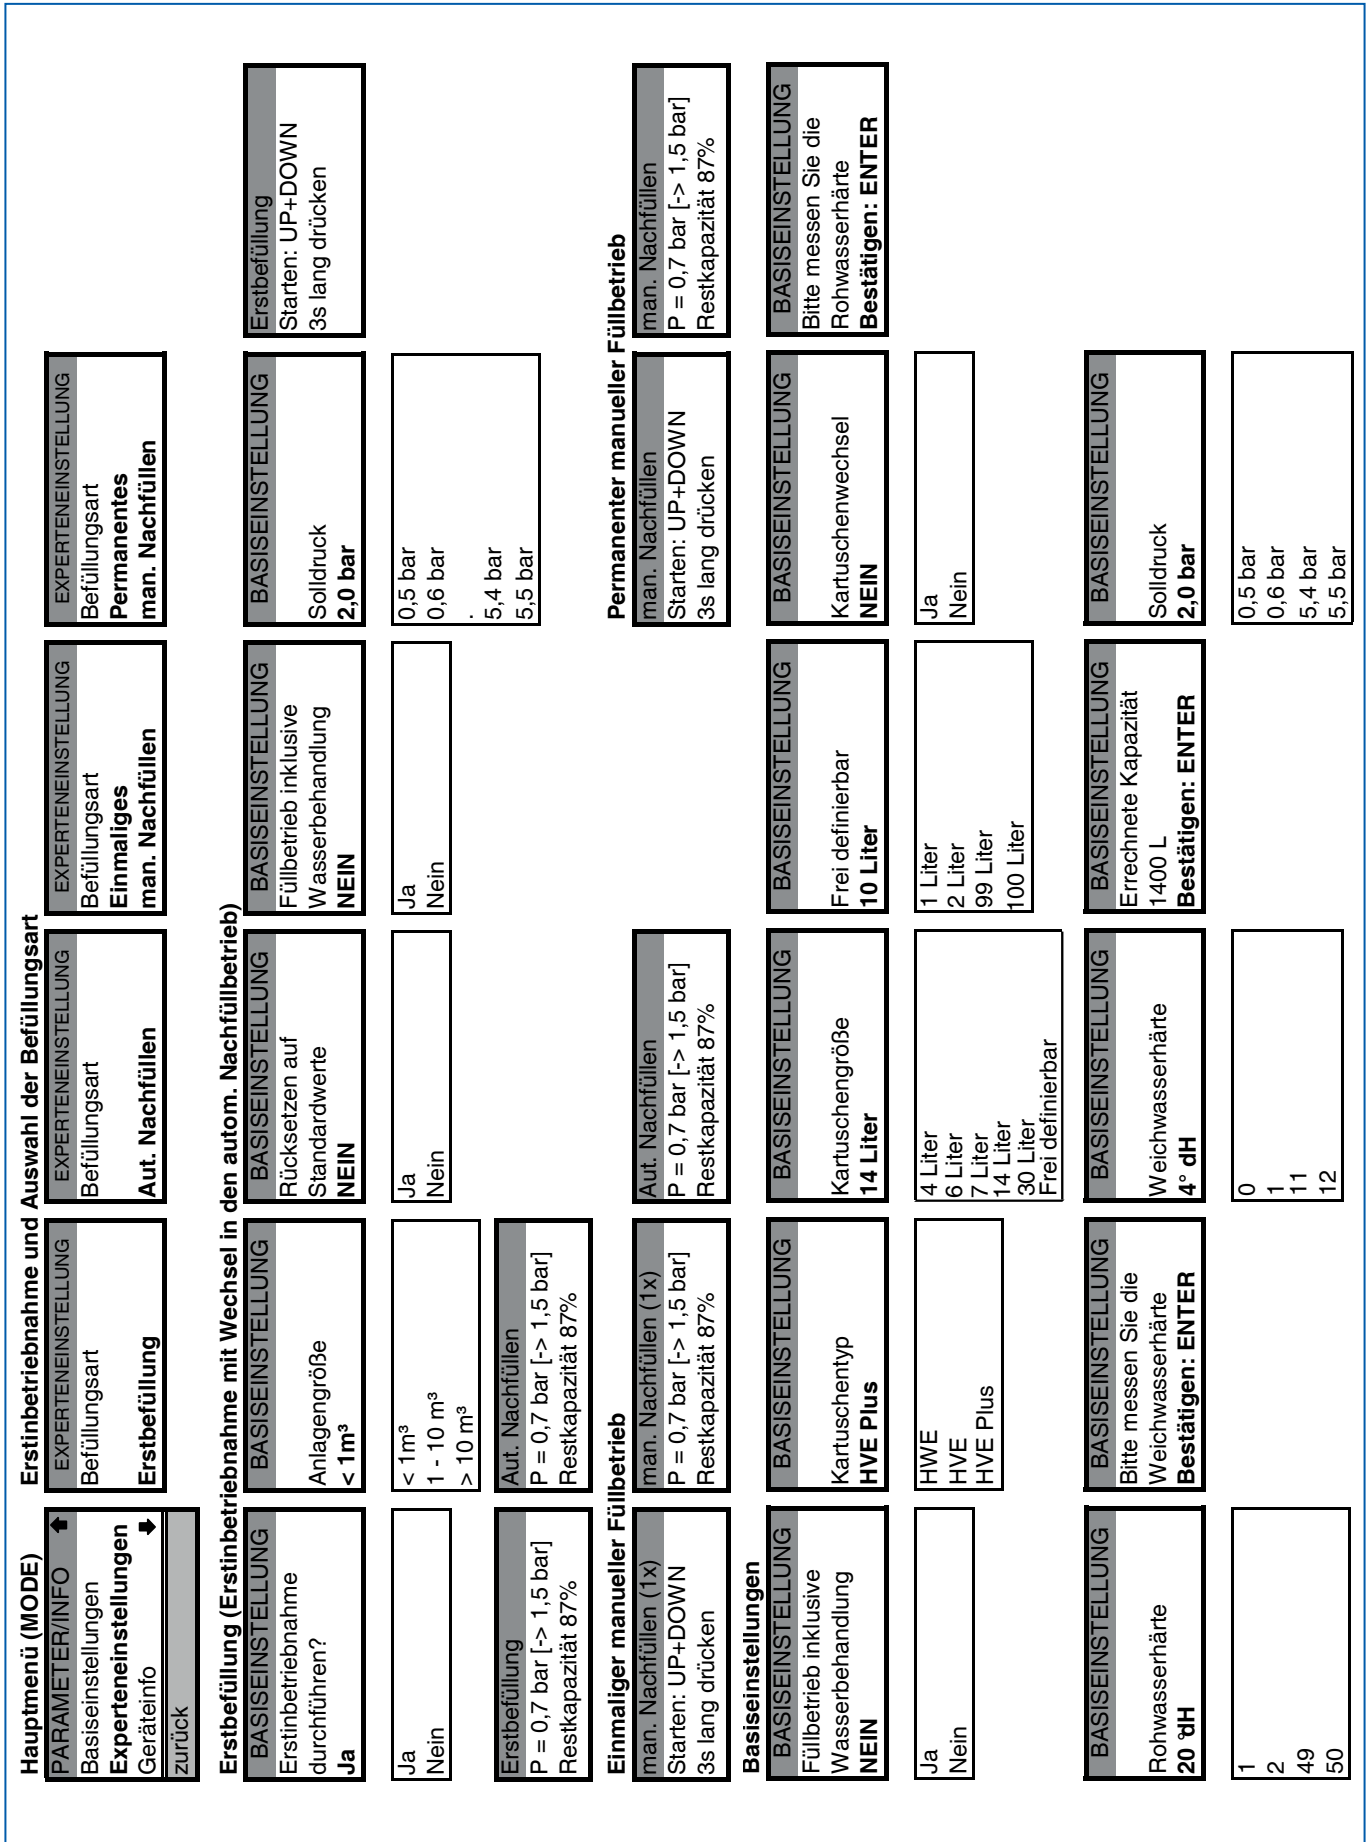 Hauptmenü (MODE)
PARAMETER/INFO
Basiseinstellungen
Experteneinstellungen
Geräteinfo
zurück
Erstinbetriebnahme und Auswahl der Befüllungsart
EXPERTENEINSTELLUNG
Befüllungsart
Erstbefüllung
EXPERTENEINSTELLUNG
Befüllungsart
Aut. Nachfüllen
EXPERTENEINSTELLUNG
Befüllungsart
Einmaliges
man. Nachfüllen
EXPERTENEINSTELLUNG
Befüllungsart
Permanentes
man. Nachfüllen
Erstbefüllung (Erstinbetriebnahme mit Wechsel in den autom. Nachfüllbetrieb)
BASISEINSTELLUNG
Erstinbetriebnahme
durchführen?
Ja
Ja
Nein
BASISEINSTELLUNG
Anlagengröße
< 1m³
< 1m³
1 - 10 m³
> 10 m³
BASISEINSTELLUNG
Rücksetzen auf
Standardwerte
NEIN
Ja
Nein
BASISEINSTELLUNG
Füllbetrieb inklusive
Wasserbehandlung
NEIN
Ja
Nein
BASISEINSTELLUNG
Solldruck
2,0 bar
0,5 bar
0,6 bar
.
5,4 bar
5,5 bar
Erstbefüllung
Starten: UP+DOWN
3s lang drücken
Erstbefüllung
P = 0,7 bar [-> 1,5 bar]
Restkapazität 87%
Aut. Nachfüllen
P = 0,7 bar [-> 1,5 bar]
Restkapazität 87%
Einmaliger manueller Füllbetrieb
man. Nachfüllen (1x)
Starten: UP+DOWN
3s lang drücken
man. Nachfüllen (1x)
P = 0,7 bar [-> 1,5 bar]
Restkapazität 87%
Aut. Nachfüllen
P = 0,7 bar [-> 1,5 bar]
Restkapazität 87%
Permanenter manueller Füllbetrieb
man. Nachfüllen
Starten: UP+DOWN
3s lang drücken
man. Nachfüllen
P = 0,7 bar [-> 1,5 bar]
Restkapazität 87%
Basiseinstellungen
BASISEINSTELLUNG
Füllbetrieb inklusive
Wasserbehandlung
NEIN
Ja
Nein
BASISEINSTELLUNG
Kartuschentyp
HVE Plus
HWE
HVE
HVE Plus
BASISEINSTELLUNG
Kartuschengröße
14 Liter
4 Liter
6 Liter
7 Liter
14 Liter
30 Liter
Frei definierbar
BASISEINSTELLUNG
Frei definierbar
10 Liter
1 Liter
2 Liter
99 Liter
100 Liter
BASISEINSTELLUNG
Kartuschenwechsel
NEIN
Ja
Nein
BASISEINSTELLUNG
Bitte messen Sie die
Rohwasserhärte
Bestätigen: ENTER
BASISEINSTELLUNG
Rohwasserhärte
20 °dH
1
2
49
50
BASISEINSTELLUNG
Bitte messen Sie die
Weichwasserhärte
Bestätigen: ENTER
BASISEINSTELLUNG
Weichwasserhärte
4° dH
0
1
11
12
BASISEINSTELLUNG
Errechnete Kapazität
1400 L
Bestätigen: ENTER
BASISEINSTELLUNG
Solldruck
2,0 bar
0,5 bar
0,6 bar
5,4 bar
5,5 bar